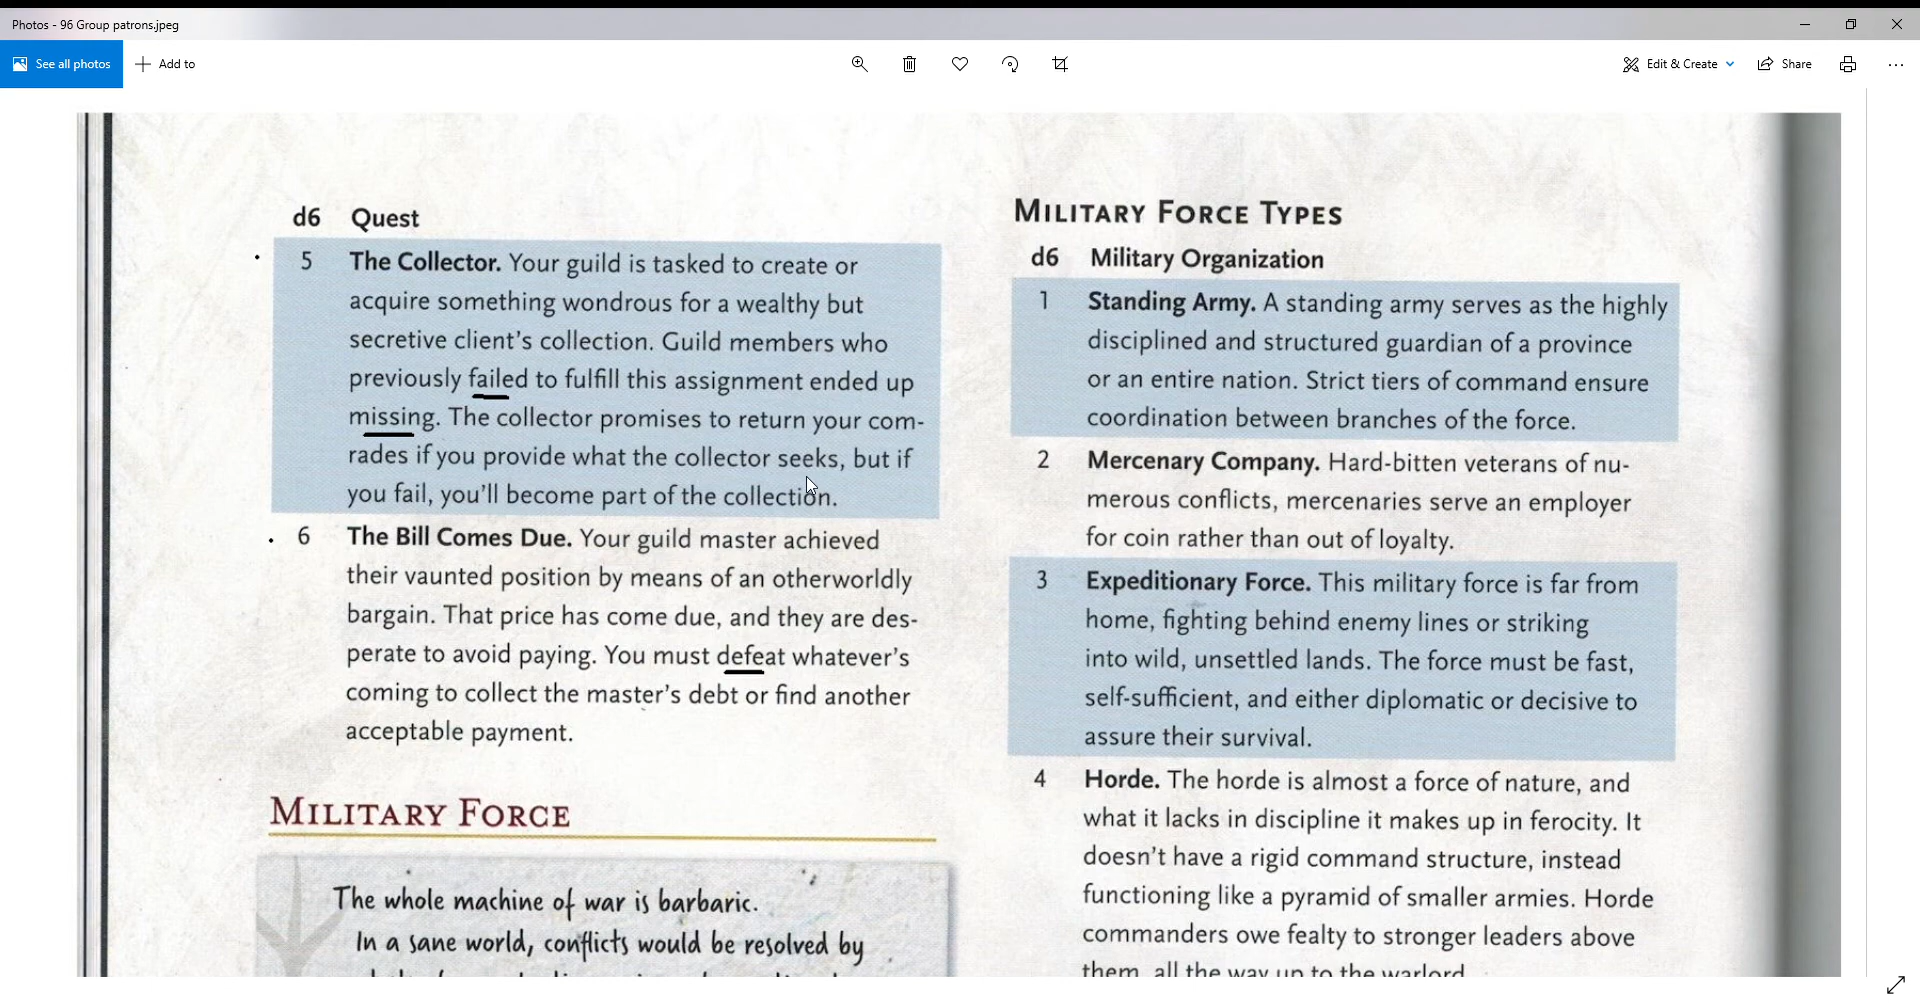 Photos - 96 Group patrons.jpeg
See all photos
Add to
Edit & Create
Share
d6 Quest
5 The Collector. Your guild is tasked to create or
acquire something wondrous for a wealthy but
secretive client's collection. Guild members who
previously failed to fulfill this assignment ended up
missing. The collector promises to return your com-
rades if you provide what the collector seeks, but if
you fail, you'll become part of the collection.
6 The Bill Comes Due. Your guild master achieved
their vaunted position by means of an otherworldly
bargain. That price has come due, and they are des-
perate to avoid paying. You must defeat whatever's
coming to collect the master's debt or find another
acceptable payment.
Military Force
The whole machine of war is barbaric.
In a sane world, conflicts would be resolved by
Military Force Types
d6 Military Organization
1 Standing Army. A standing army serves as the highly
disciplined and structured guardian of a province
or an entire nation. Strict tiers of command ensure
coordination between branches of the force.
2 Mercenary Company. Hard-bitten veterans of nu-
merous conflicts, mercenaries serve an employer
for coin rather than out of loyalty.
3 Expeditionary Force. This military force is far from
home, fighting behind enemy lines or striking
into wild, unsettled lands. The force must be fast,
self-sufficient, and either diplomatic or decisive to
assure their survival.
4 Horde. The horde is almost a force of nature, and
what it lacks in discipline it makes up in ferocity. It
doesn't have a rigid command structure, instead
functioning like a pyramid of smaller armies. Horde
commanders owe fealty to stronger leaders above
them, all the way up to the warlord